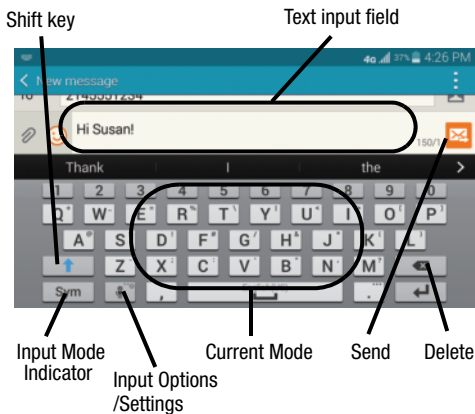 Shift key
Text input field
4G 37% 4:26 PM
New message
2145551234
Hi Susan!
150/1
Thank I the
1 2 3 4 5 6 7 8 9 0
Q W E R T Y U I O P
A S D F G H J K L
Z X C V B N M
Sym , .
Input Mode
Indicator
Input Options
/Settings
Current Mode
Send
Delete